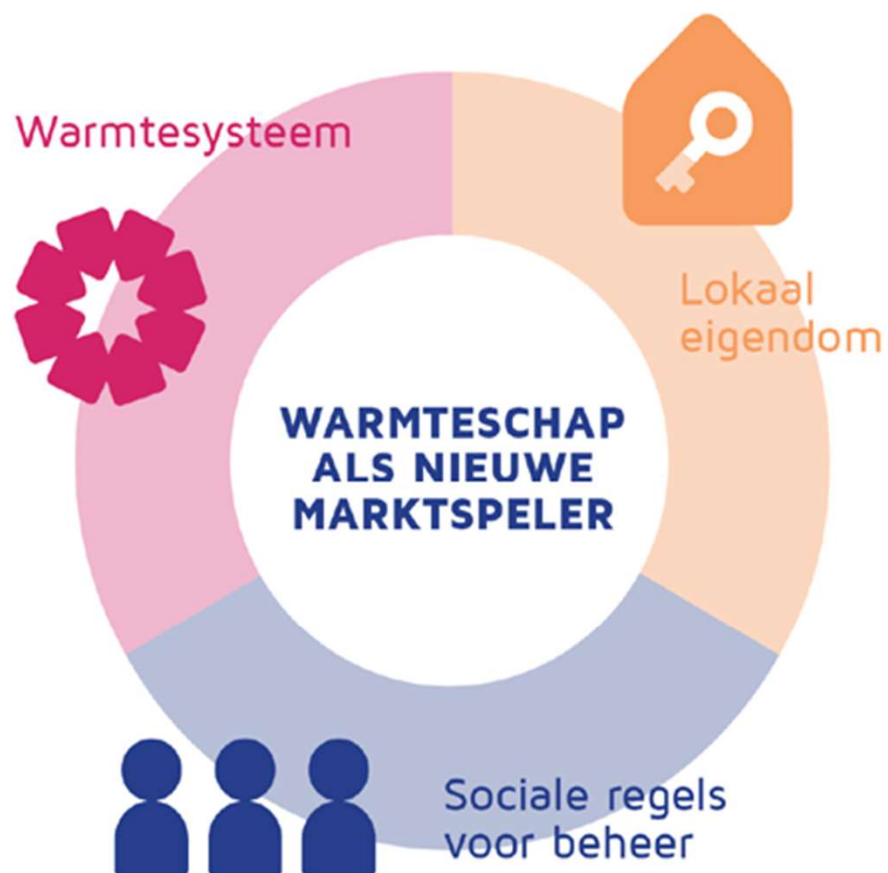 Warmtesysteem
Lokaal
eigendom
WARMTESCHAP
ALS NIEUWE
MARKTSPELER
Sociale regels
voor beheer